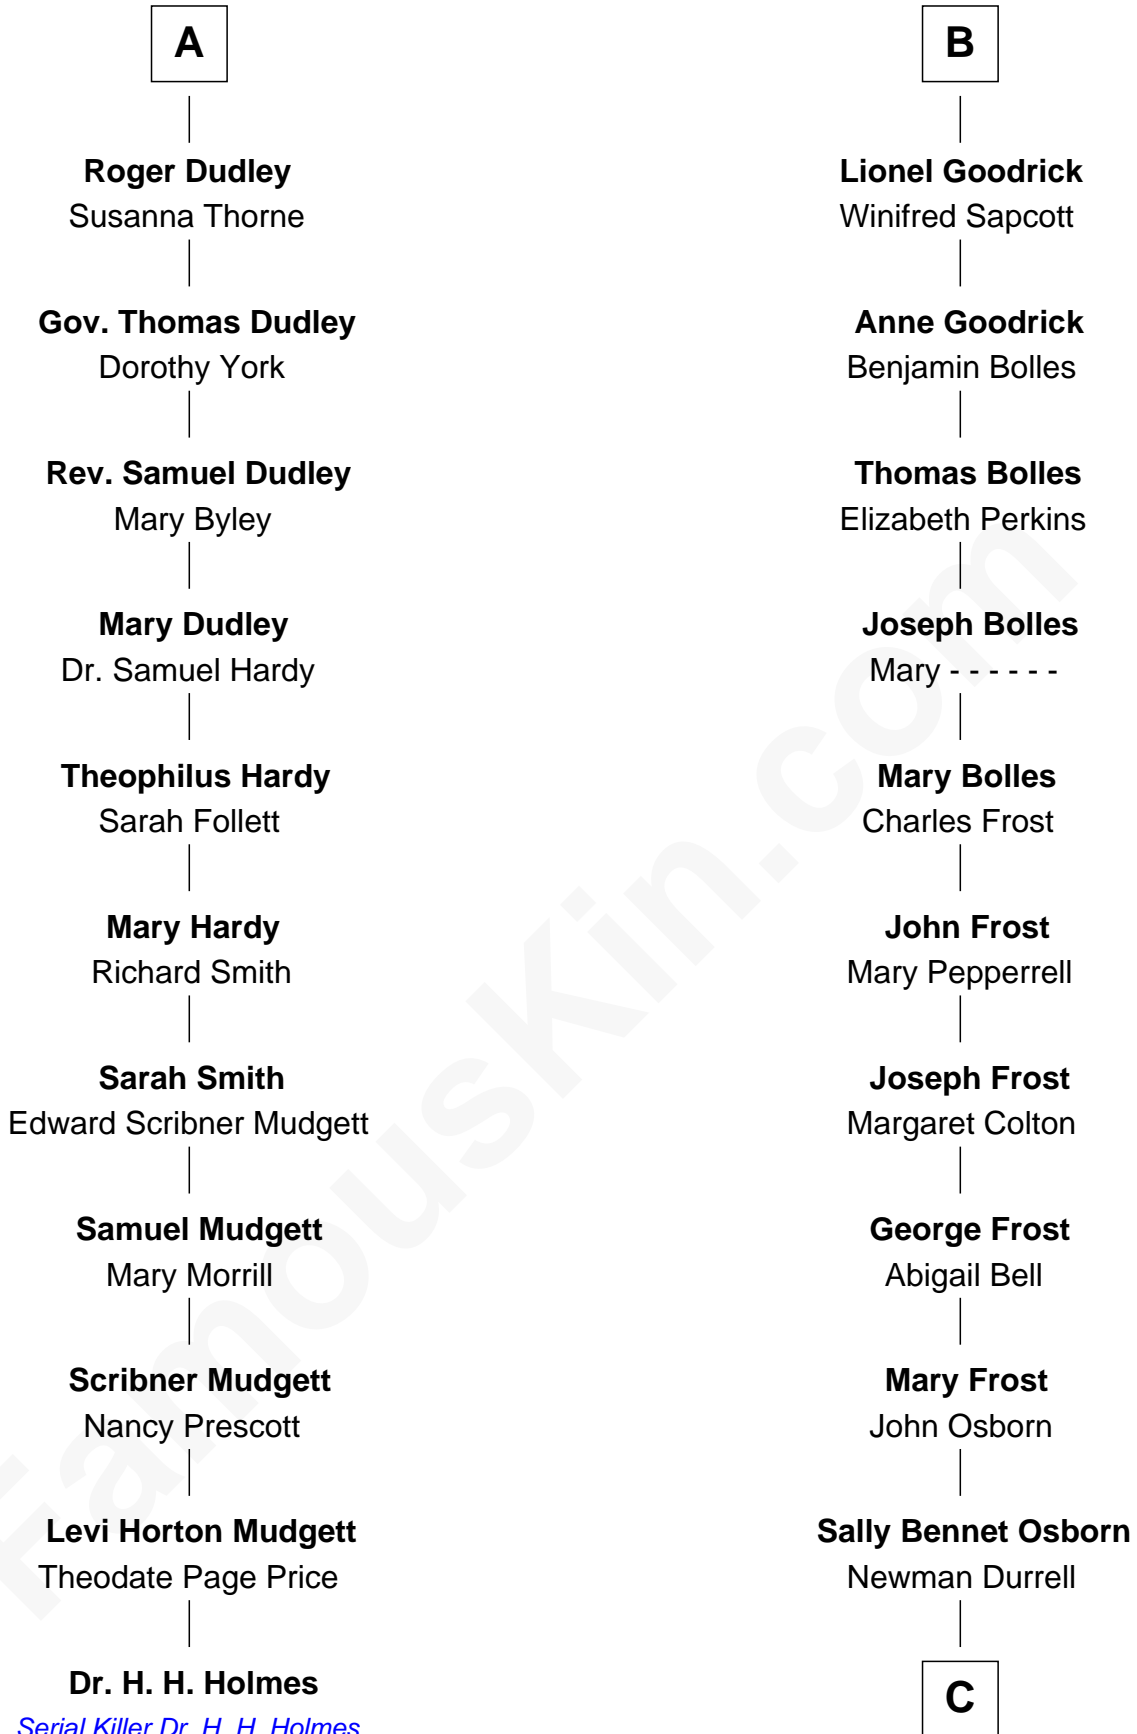 A
Roger Dudley
Susanna Thorne
Gov. Thomas Dudley
Dorothy York
Rev. Samuel Dudley
Mary Byley
Mary Dudley
Dr. Samuel Hardy
Theophilus Hardy
Sarah Follett
Mary Hardy
Richard Smith
Sarah Smith
Edward Scribner Mudgett
Samuel Mudgett
Mary Morrill
Scribner Mudgett
Nancy Prescott
Levi Horton Mudgett
Theodate Page Price
Dr. H. H. Holmes
Serial Killer Dr. H. H. Holmes
B
Lionel Goodrick
Winifred Sapcott
Anne Goodrick
Benjamin Bolles
Thomas Bolles
Elizabeth Perkins
Joseph Bolles
Mary - - - - - -
Mary Bolles
Charles Frost
John Frost
Mary Pepperrell
Joseph Frost
Margaret Colton
George Frost
Abigail Bell
Mary Frost
John Osborn
Sally Bennet Osborn
Newman Durrell
C
FamousKin.com